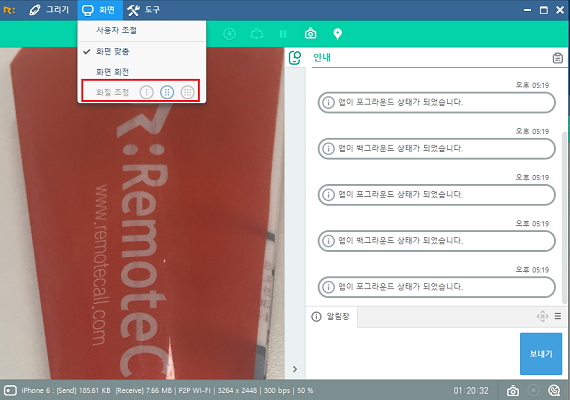 R:
그리기
화면
도구
사용자 조절
화면 맞춤
화면 회전
화질 조정
안내
오후 05:19
앱이 포그라운드 상태가 되었습니다.
오후 05:19
앱이 백그라운드 상태가 되었습니다.
오후 05:19
앱이 포그라운드 상태가 되었습니다.
오후 05:19
앱이 백그라운드 상태가 되었습니다.
오후 05:19
앱이 포그라운드 상태가 되었습니다.
R:RemoteC
www.remotecall.com
알림장
보내기
iPhone 6 : [Send] 185.61 KB [Receive] 7.66 MB | P2P Wi-Fi | 3264 x 2448 | 300 bps | 50 %
01:20:32